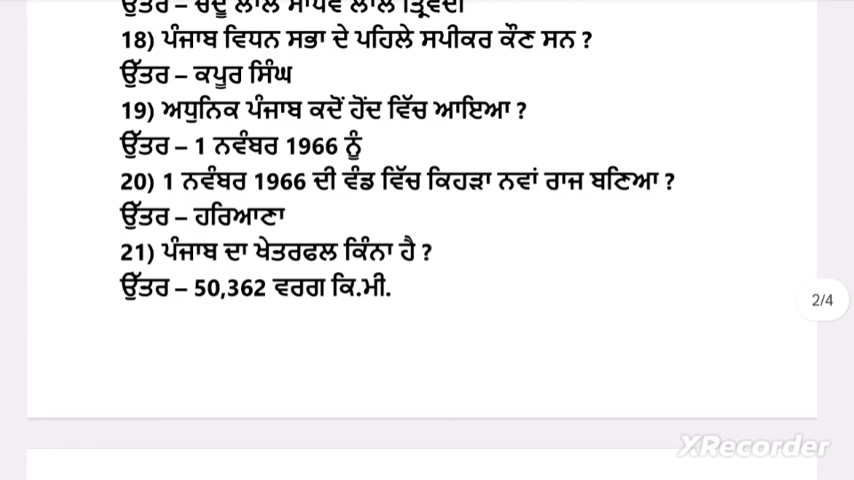 ਉੱਤਰ – ਚੰਦੂ ਲਾਲ ਮਾਧਵ ਲਾਲ ਤ੍ਰਿਵੇਦੀ
18) ਪੰਜਾਬ ਵਿਧਨ ਸਭਾ ਦੇ ਪਹਿਲੇ ਸਪੀਕਰ ਕੌਣ ਸਨ ?
ਉੱਤਰ – ਕਪੂਰ ਸਿੰਘ
19) ਅਧੁਨਿਕ ਪੰਜਾਬ ਕਦੋਂ ਹੋਂਦ ਵਿੱਚ ਆਇਆ ?
ਉੱਤਰ – 1 ਨਵੰਬਰ 1966 ਨੂੰ
20) 1 ਨਵੰਬਰ 1966 ਦੀ ਵੰਡ ਵਿੱਚ ਕਿਹੜਾ ਨਵਾਂ ਰਾਜ ਬਣਿਆ ?
ਉੱਤਰ – ਹਰਿਆਣਾ
21) ਪੰਜਾਬ ਦਾ ਖੇਤਰਫਲ ਕਿੰਨਾ ਹੈ ?
ਉੱਤਰ – 50,362 ਵਰਗ ਕਿ.ਮੀ.
2/4
XRecorder